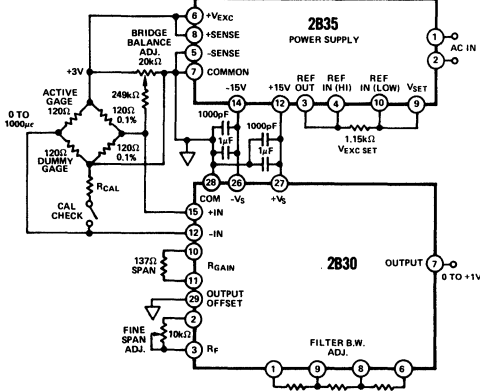 6
+VEXC
2B35
POWER SUPPLY
8
+SENSE
1
AC IN
BRIDGE
BALANCE
ADJ.
20kΩ
5
-SENSE
2
7
COMMON
+3V
REF
OUT
REF
IN (HI)
REF
IN (LOW)
VSET
-15V
+15V
14
12
3
4
10
9
249kΩ
ACTIVE
GAGE
120Ω
120Ω
0.1%
1000pF
1000pF
1.15kΩ
VEXC SET
0 TO
1000με
1μF
1μF
120Ω
DUMMY
GAGE
120Ω
0.1%
28
26
27
COM
-VS
+VS
RCAL
CAL
CHECK
15
+IN
12
-IN
10
137Ω
SPAN
RGAIN
2B30
OUTPUT
7
0 TO +1V
11
29
OUTPUT
OFFSET
2
FINE
SPAN
ADJ.
10kΩ
3
RF
FILTER B.W.
ADJ.
1
9
8
6